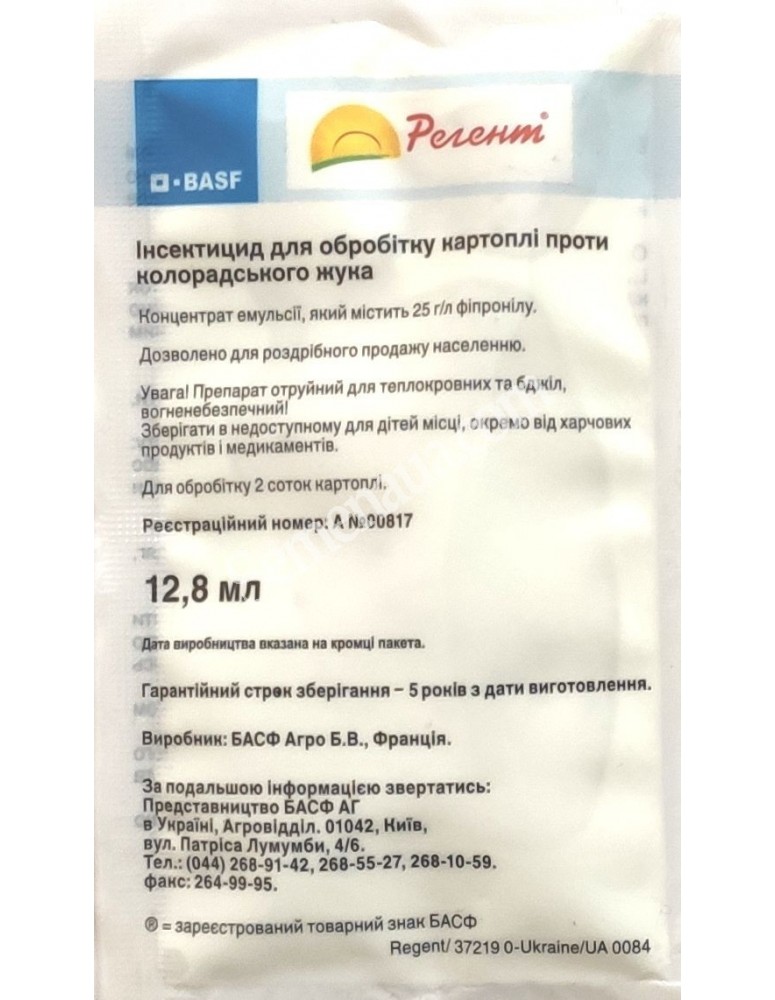 BASF
Регент®
Інсектицид для обробітку картоплі проти
колорадського жука
Концентрат емульсії, який містить 25 г/л фіпронілу.
Дозволено для роздрібного продажу населенню.
Увага! Препарат отруйний для теплокровних та бджіл,
вогненебезпечний!
Зберігати в недоступному для дітей місці, окремо від харчових
продуктів і медикаментів.
Для обробітку 2 соток картоплі.
Реєстраційний номер: А №00817
12,8 мл
Дата виробництва вказана на кромці пакета.
Гарантійний строк зберігання – 5 років з дати виготовлення.
Виробник: БАСФ Агро Б.В., Франція.
За подальшою інформацією звертатись:
Представництво БАСФ АГ
в Україні, Агровідділ. 01042, Київ,
вул. Патріса Лумумби, 4/6.
Тел.: (044) 268-91-42, 268-55-27, 268-10-59.
факс: 264-99-95.
® = зареєстрований товарний знак БАСФ
Regent/ 37219 0-Ukraine/UA 0084